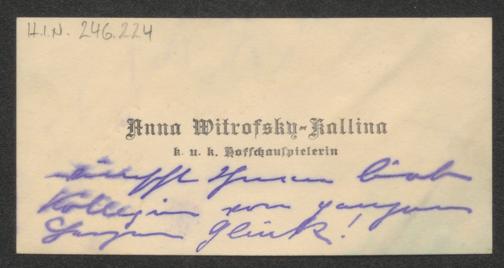 H.I.N. 246.224
Anna Witrofsky-Kallina
k. u. k. Hofschauspielerin
wünscht Ihnen liebe
Kollegin von ganzem
Herzen Glück!